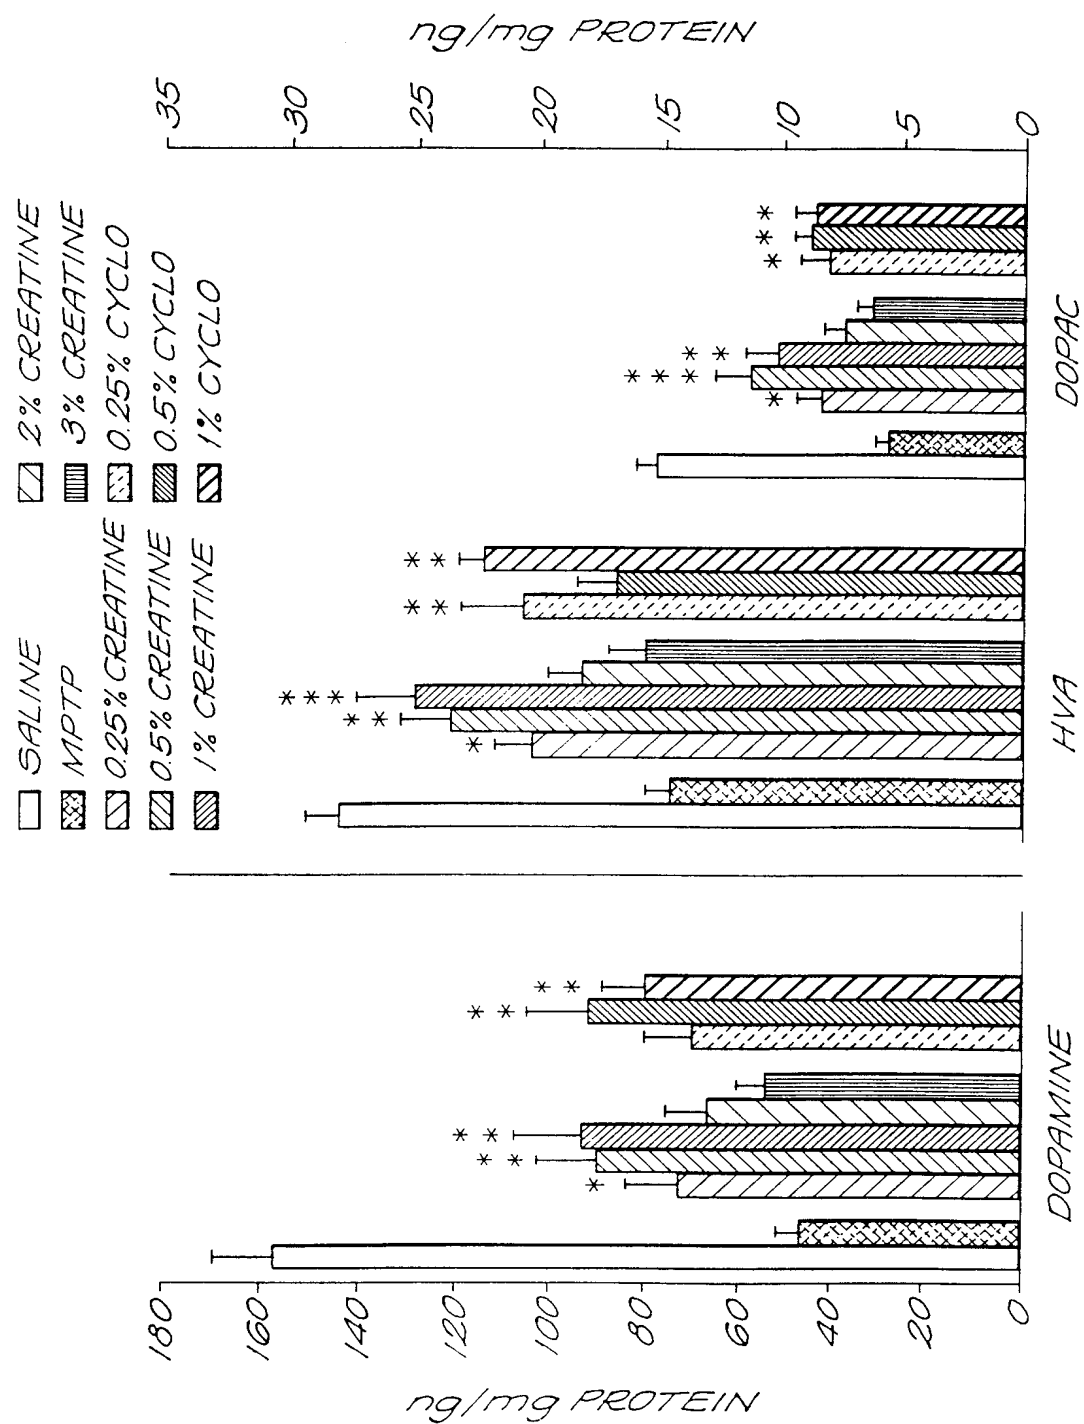 SALINE
MPTP
0.25% CREATINE
0.5% CREATINE
1% CREATINE
2% CREATINE
3% CREATINE
0.25% CYCLO
0.5% CYCLO
1% CYCLO
180
160
140
120
100
80
60
40
20
0
ng/mg PROTEIN
* * * * * * * * *
* * * * * * * * * *
* * * * * * * * *
35
30
25
20
15
10
5
0
ng/mg PROTEIN
DOPAMINE
HVA
DOPAC